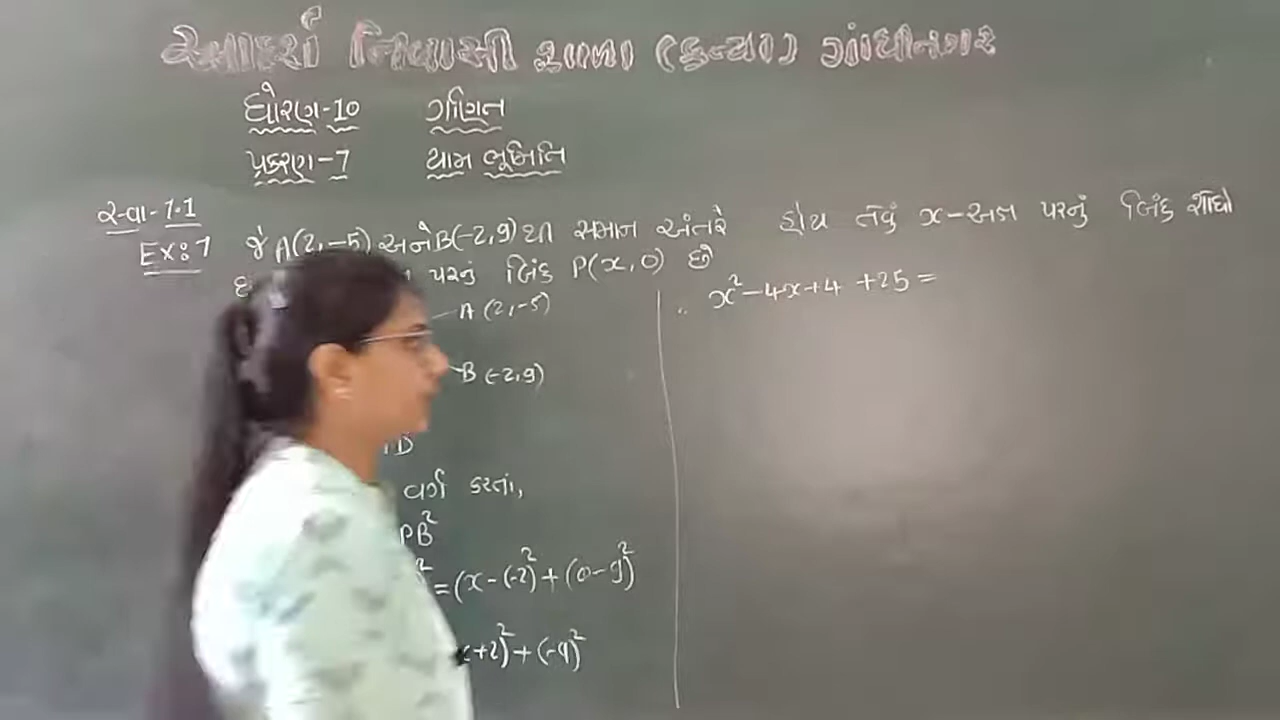 આદર્શ નિવાસી શાળા (કન્યા) ગાંધીનગર
ધોરણ-10 ગણિત
પ્રકરણ-7 યામ ભૂમિતિ
સ્વા-7.1
Ex:7 જે A(2,-5) અને B(-2,9) થી સમાન અંતરે હોય તેવું x-અક્ષ પરનું બિંદુ શોધો
પરનું બિંદુ P(x,0) છે
A (2,-5)
B (-2,9)
વર્ગ કરતાં,
PB²
=(x-(-2)²+(0-9)²
+2)²+(-9)²
∴ x²-4x+4 +25 =